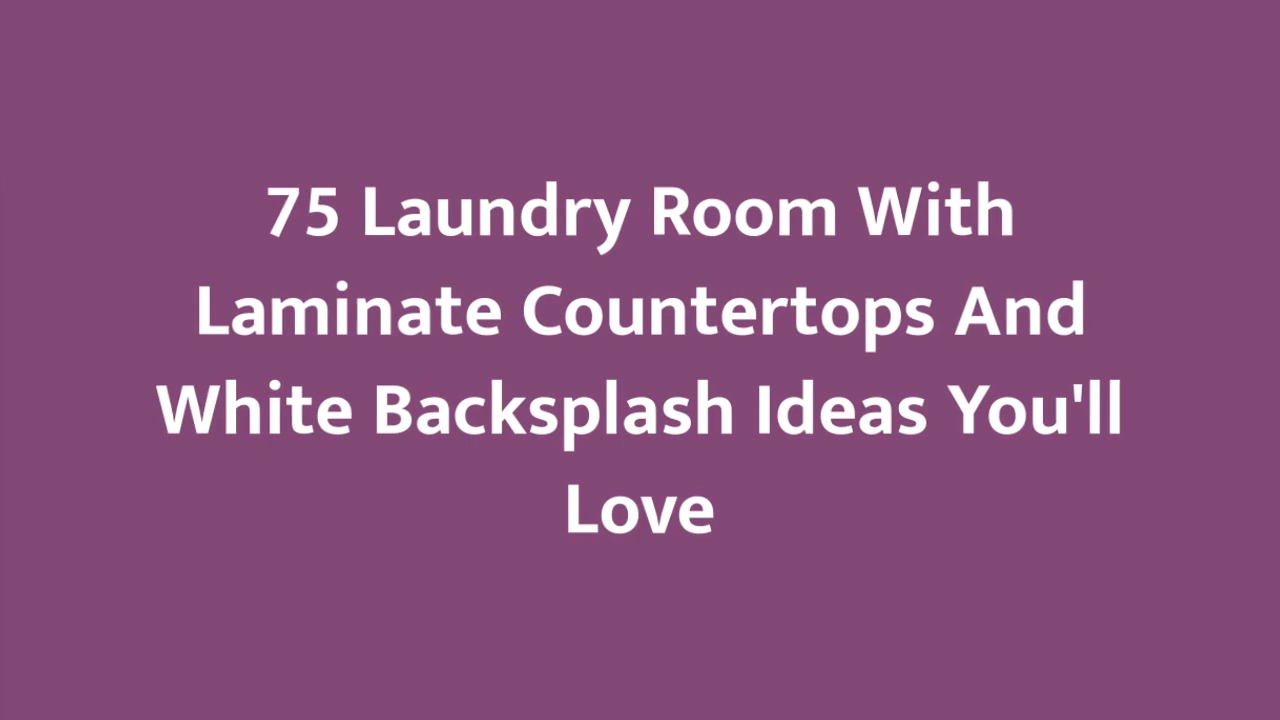 75 Laundry Room With
Laminate Countertops And
White Backsplash Ideas You'll
Love